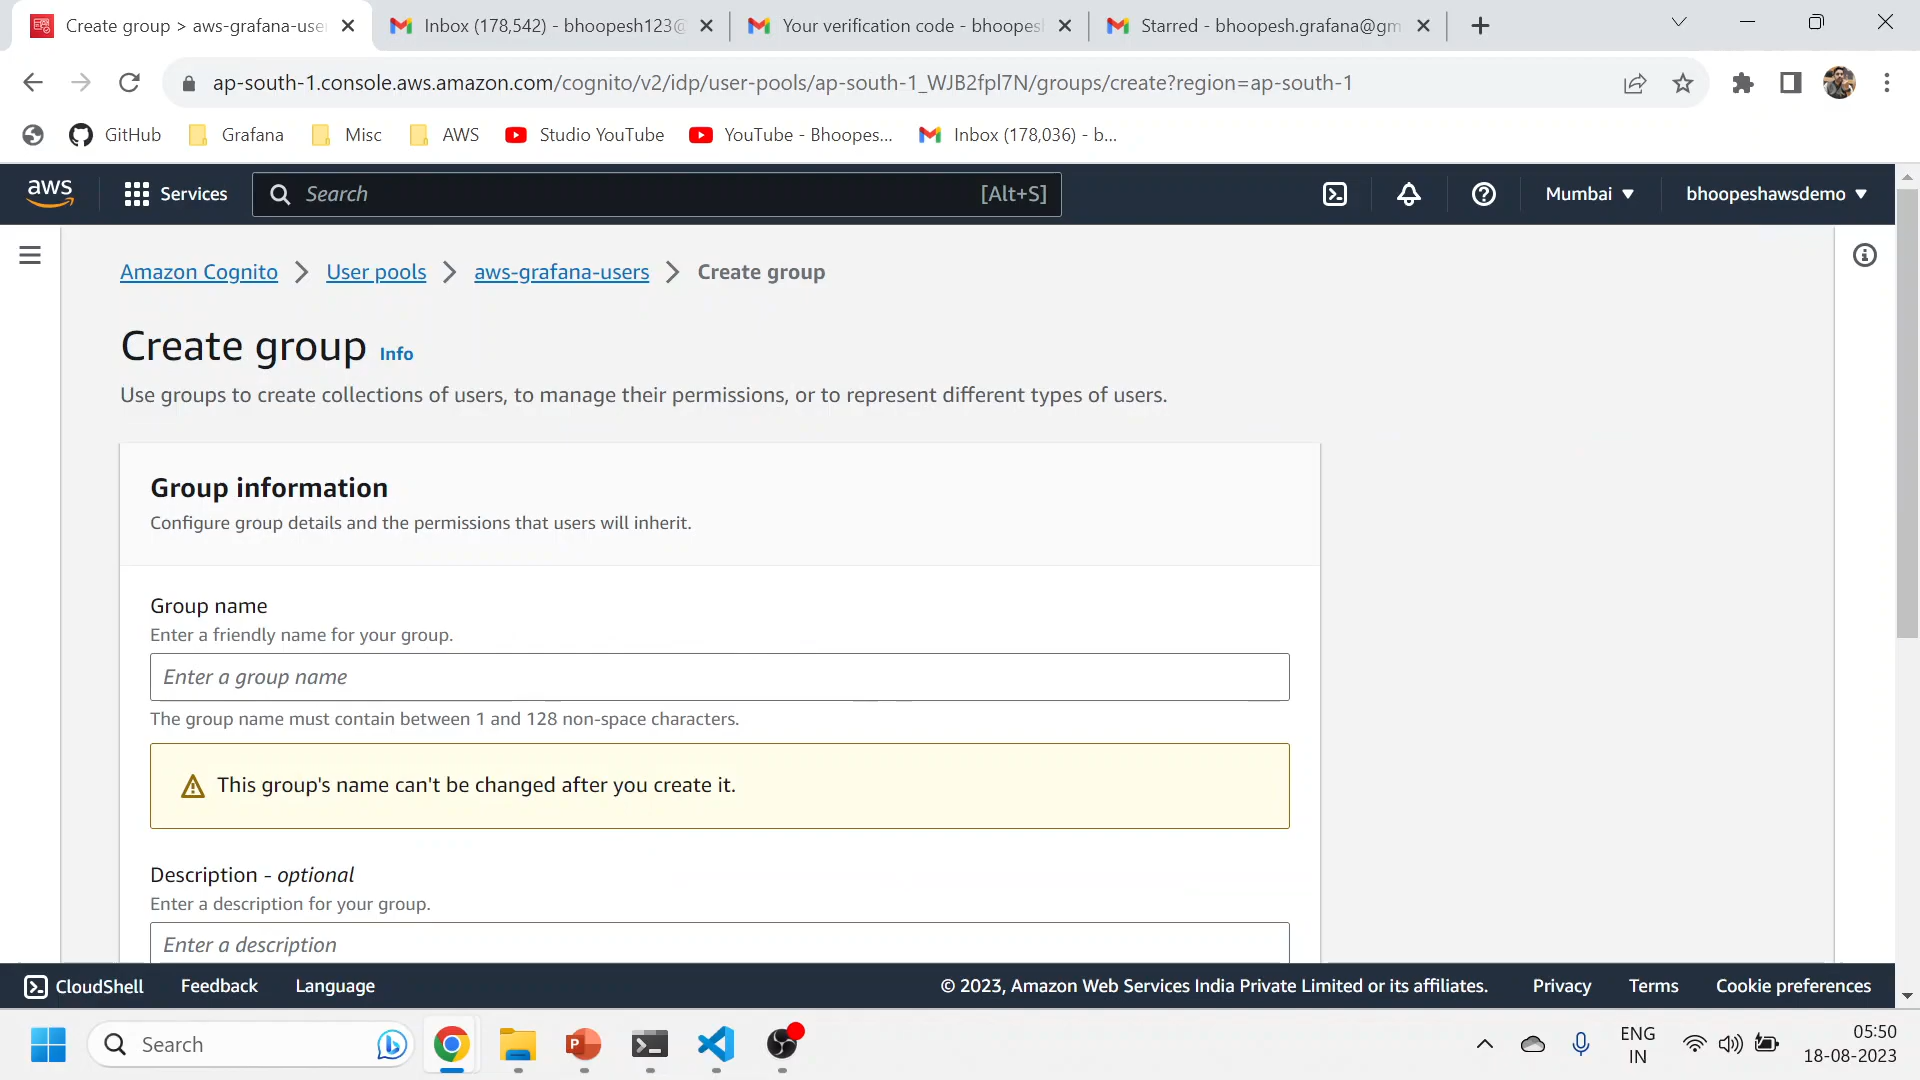 Create group > aws-grafana-use
Inbox (178,542) - bhoopesh123@
Your verification code - bhoopes
Starred - bhoopesh.grafana@gm
ap-south-1.console.aws.amazon.com/cognito/v2/idp/user-pools/ap-south-1_WJB2fpl7N/groups/create?region=ap-south-1
GitHub
Grafana
Misc
AWS
Studio YouTube
YouTube - Bhoopes...
Inbox (178,036) - b...
aws
Services
Search
[Alt+S]
Mumbai
bhoopeshawsdemo
Amazon Cognito
User pools
aws-grafana-users
Create group
Create group Info
Use groups to create collections of users, to manage their permissions, or to represent different types of users.
Group information
Configure group details and the permissions that users will inherit.
Group name
Enter a friendly name for your group.
Enter a group name
The group name must contain between 1 and 128 non-space characters.
This group's name can't be changed after you create it.
Description - optional
Enter a description for your group.
Enter a description
CloudShell
Feedback
Language
© 2023, Amazon Web Services India Private Limited or its affiliates.
Privacy
Terms
Cookie preferences
Search
ENG
IN
05:50
18-08-2023